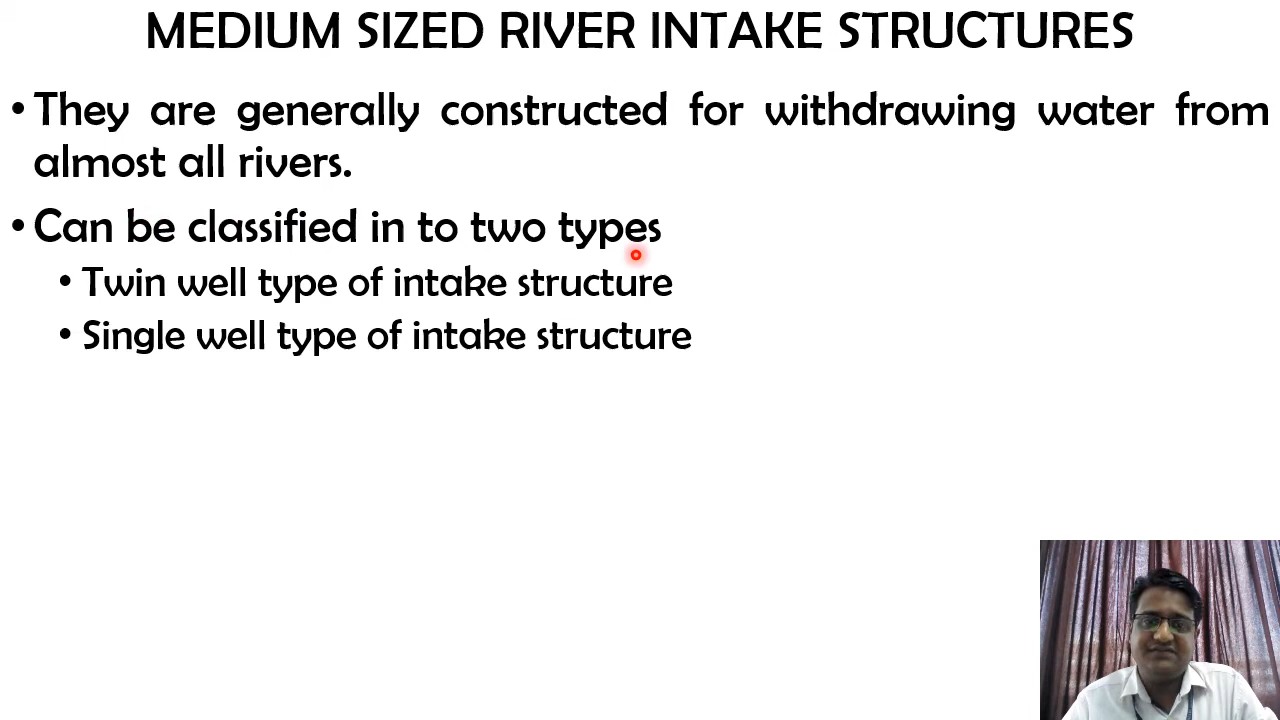 MEDIUM SIZED RIVER INTAKE STRUCTURES
• They are generally constructed for withdrawing water from
almost all rivers.
• Can be classified in to two types
• Twin well type of intake structure
• Single well type of intake structure